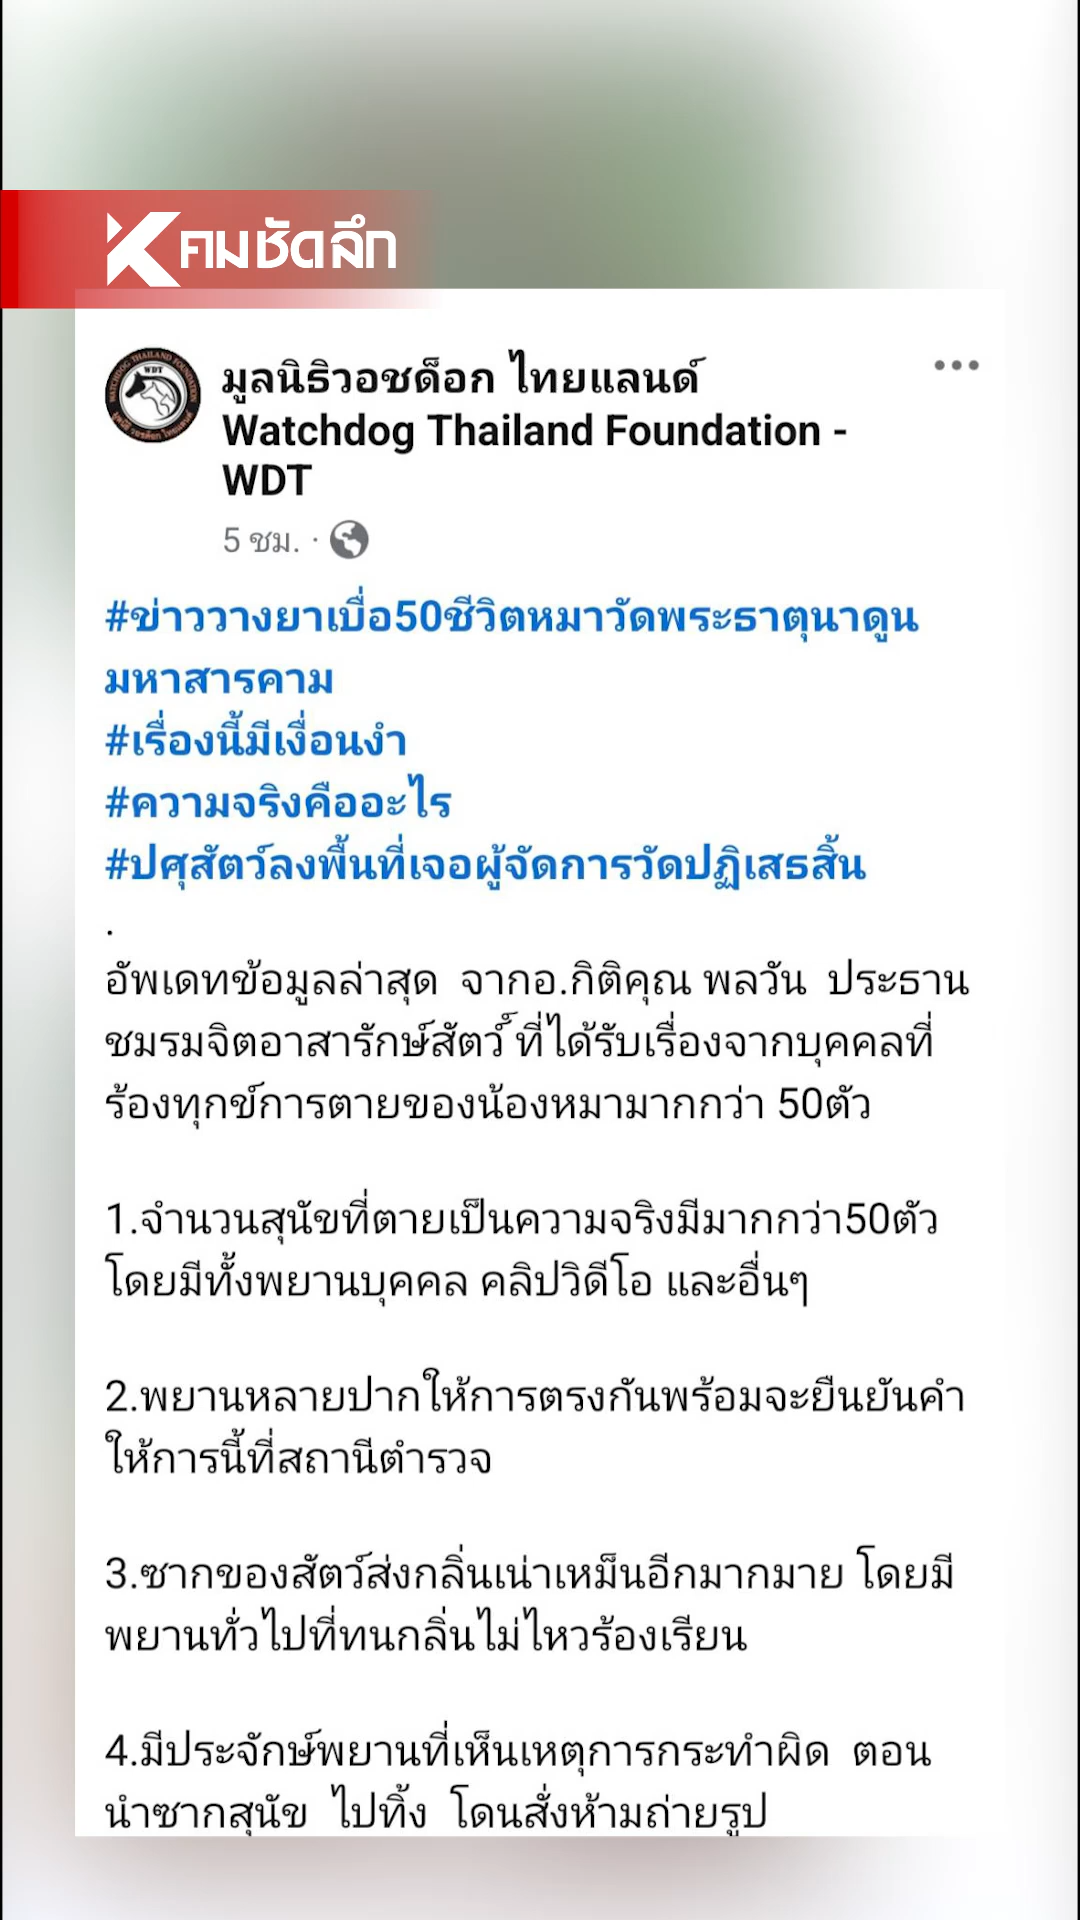 คมชัดลึก
มูลนิธิวอชด็อก ไทยแลนด์
Watchdog Thailand Foundation -
WDT
5 ชม. ·
#ข่าววางยาเบื่อ50ชีวิตหมาวัดพระธาตุนาดูน
มหาสารคาม
#เรื่องนี้มีเงื่อนงำ
#ความจริงคืออะไร
#ปศุสัตว์ลงพื้นที่เจอผู้จัดการวัดปฏิเสธสิ้น
.
อัพเดทข้อมูลล่าสุด จากอ.กิติคุณ พลวัน ประธาน
ชมรมจิตอาสารักษ์สัตว์ ที่ได้รับเรื่องจากบุคคลที่
ร้องทุกข์การตายของน้องหมามากกว่า 50ตัว
1.จำนวนสุนัขที่ตายเป็นความจริงมีมากกว่า50ตัว
โดยมีทั้งพยานบุคคล คลิปวิดีโอ และอื่นๆ
2.พยานหลายปากให้การตรงกันพร้อมจะยืนยันคำ
ให้การนี้ที่สถานีตำรวจ
3.ซากของสัตว์ส่งกลิ่นเน่าเหม็นอีกมากมาย โดยมี
พยานทั่วไปที่ทนกลิ่นไม่ไหวร้องเรียน
4.มีประจักษ์พยานที่เห็นเหตุการกระทำผิด ตอน
นำซากสุนัข ไปทิ้ง โดนสั่งห้ามถ่ายรูป